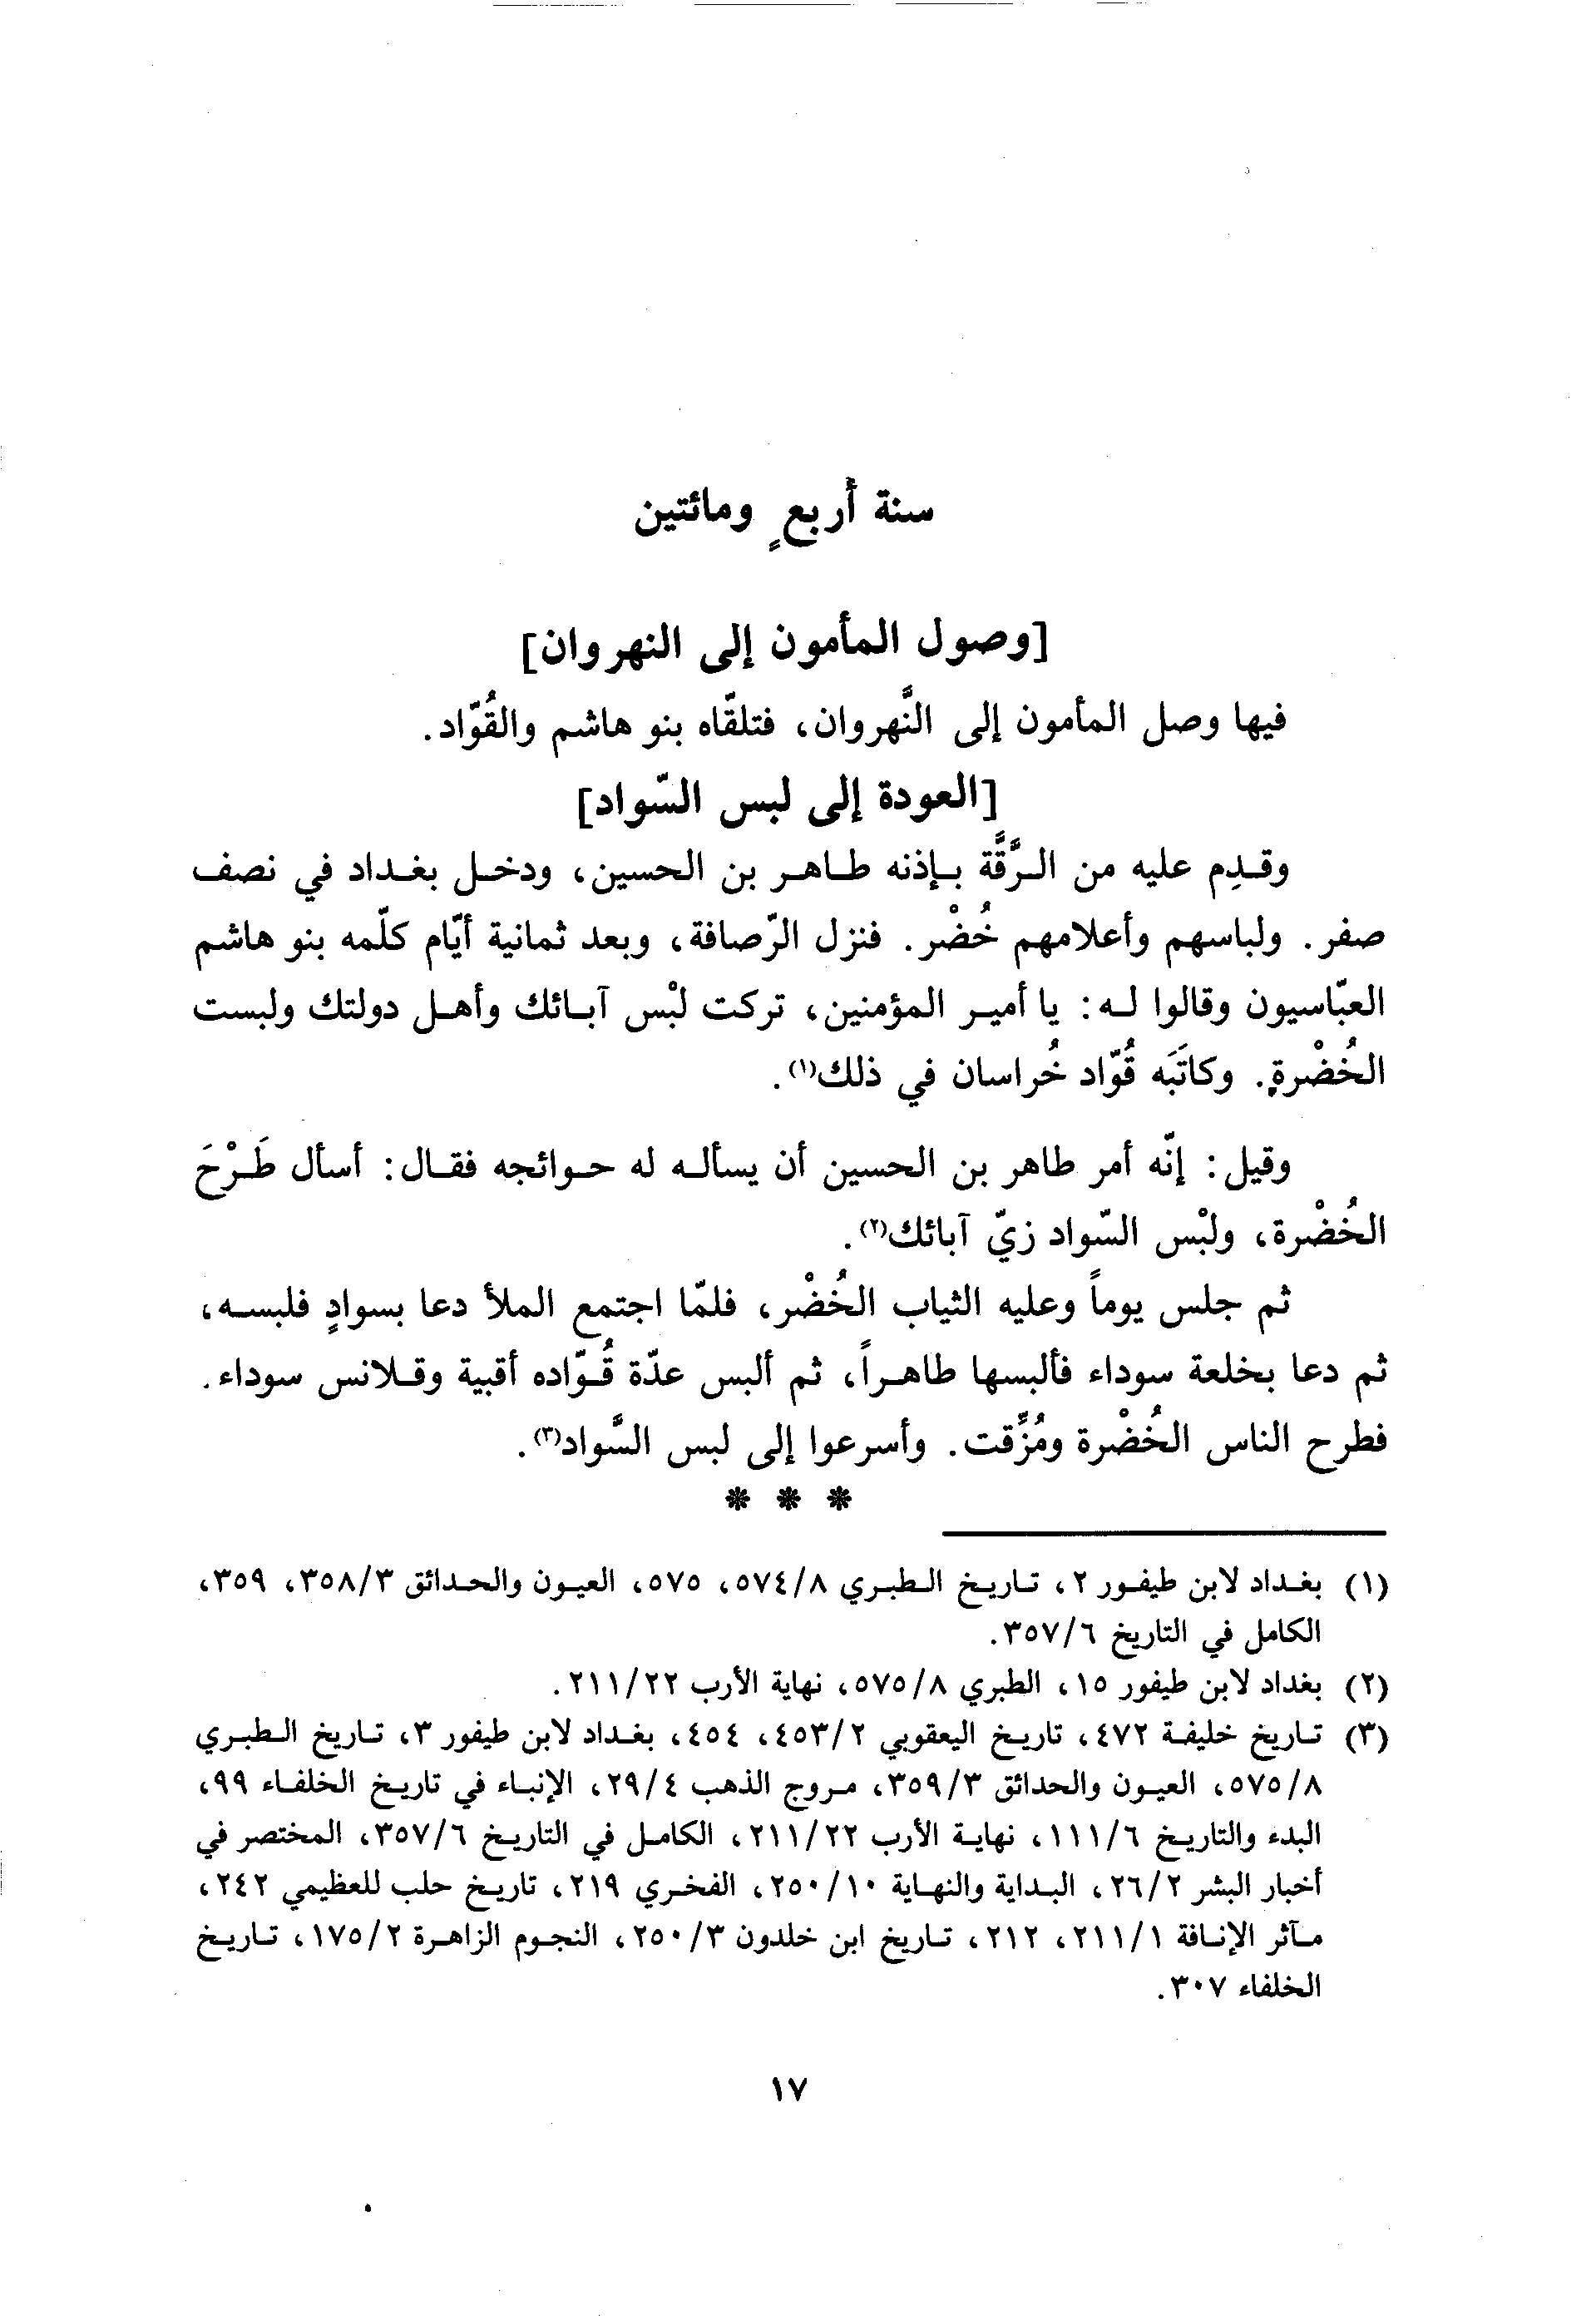 سنة أربعٍ ومائتين
[وصول المأمون إلى النهروان]
فيها وصل المأمون إلى النَّهروان، فتلقّاه بنو هاشم والقُوّاد.
[العودة إلى لبس السّواد]
وقدِم عليه من الرَّقَّة بإذنه طاهر بن الحسين، ودخل بغداد في نصف
صفر. ولباسهم وأعلامهم خُضْر. فنزل الرّصافة، وبعد ثمانية أيّام كلّمه بنو هاشم
العبّاسيون وقالوا له: يا أمير المؤمنين، تركت لبْس آبائك وأهل دولتك ولبست
الخُضْرة. وكاتَبَه قُوّاد خُراسان في ذلك(١).
وقيل: إنّه أمر طاهر بن الحسين أن يسأله له حوائجه فقال: أسأل طَرْحَ
الخُضْرة، ولبْس السّواد زيّ آبائك(٢).
ثم جلس يوماً وعليه الثياب الخُضْر، فلمّا اجتمع الملأ دعا بسوادٍ فلبسه،
ثم دعا بخلعة سوداء فألبسها طاهراً، ثم ألبس عدّة قُوّاده أقبية وقلانس سوداء.
فطرح الناس الخُضْرة ومُزِّقت. وأسرعوا إلى لبس السَّواد(٣).
* * *
(١) بغداد لابن طيفور ٢، تاريخ الطبري ٥٧٤/٨، ٥٧٥، العيون والحدائق ٣٥٨/٣، ٣٥٩،
الكامل في التاريخ ٣٥٧/٦.
(٢) بغداد لابن طيفور ١٥، الطبري ٥٧٥/٨، نهاية الأرب ٢١١/٢٢.
(٣) تاريخ خليفة ٤٧٢، تاريخ اليعقوبي ٤٥٣/٢، ٤٥٤، بغداد لابن طيفور ٣، تاريخ الطبري
٥٧٥/٨، العيون والحدائق ٣٥٩/٣، مروج الذهب ٢٩/٤، الإنباء في تاريخ الخلفاء ٩٩،
البدء والتاريخ ١١١/٦، نهاية الأرب ٢١١/٢٢، الكامل في التاريخ ٣٥٧/٦، المختصر في
أخبار البشر ٢٦/٢، البداية والنهاية ٢٥٠/١٠، الفخري ٢١٩، تاريخ حلب للعظيمي ٢٤٢،
مآثر الإنافة ٢١١/١، ٢١٢، تاريخ ابن خلدون ٢٥٠/٣، النجوم الزاهرة ١٧٥/٢، تاريخ
الخلفاء ٣٠٧.
١٧